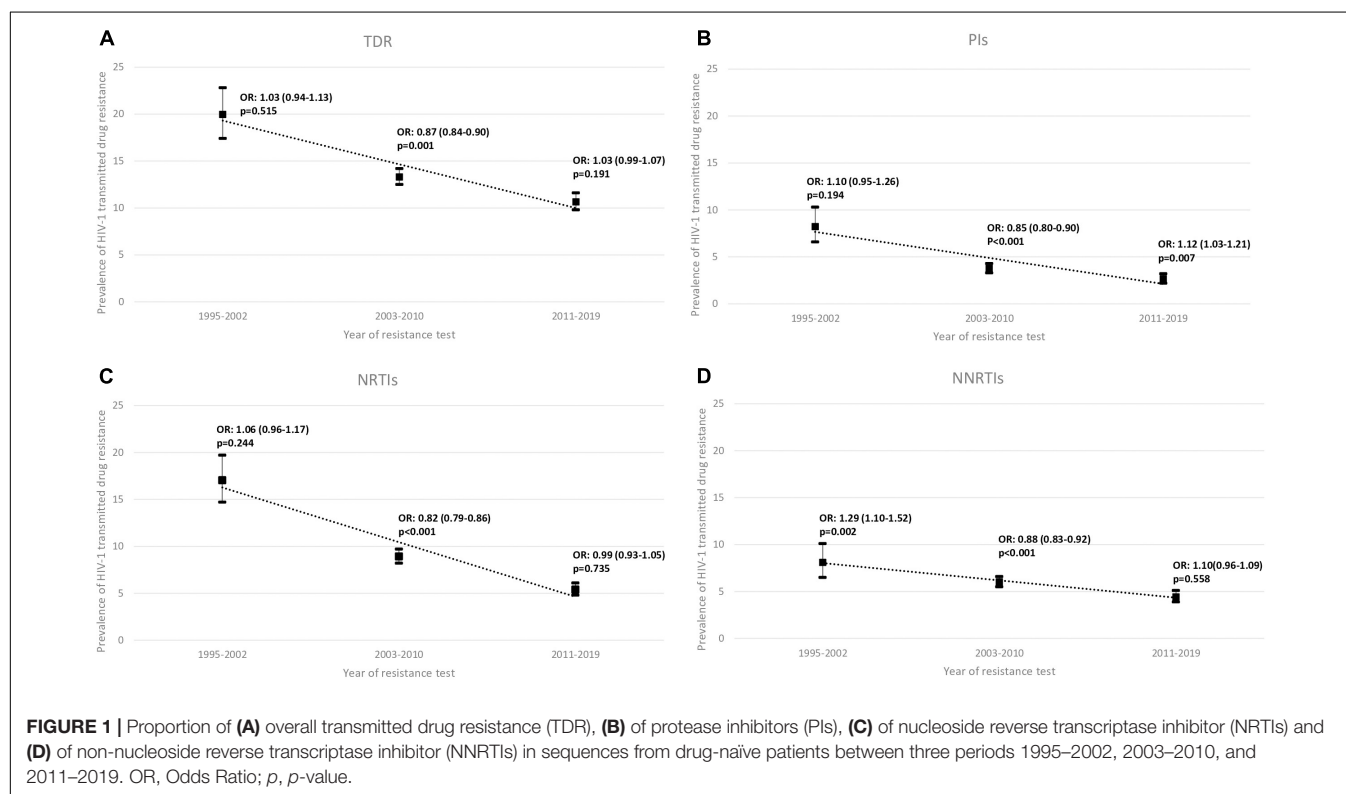 A
TDR
Prevalence of HIV-1 transmitted drug resistance
25
20
15
10
5
0
OR: 1.03 (0.94-1.13)
p=0.515
OR: 0.87 (0.84-0.90)
p=0.001
OR: 1.03 (0.99-1.07)
p=0.191
1995-2002
2003-2010
2011-2019
Year of resistance test
B
PIs
Prevalence of HIV-1 transmitted drug resistance
25
20
15
10
5
0
OR: 1.10 (0.95-1.26)
p=0.194
OR: 0.85 (0.80-0.90)
P<0.001
OR: 1.12 (1.03-1.21)
p=0.007
1995-2002
2003-2010
2011-2019
Year of resistance test
C
NRTIs
Prevalence of HIV-1 transmitted drug resistance
25
20
15
10
5
0
OR: 1.06 (0.96-1.17)
p=0.244
OR: 0.82 (0.79-0.86)
p<0.001
OR: 0.99 (0.93-1.05)
p=0.735
1995-2002
2003-2010
2011-2019
Year of resistance test
D
NNRTIs
Prevalence of HIV-1 transmitted drug resistance
25
20
15
10
5
0
OR: 1.29 (1.10-1.52)
p=0.002
OR: 0.88 (0.83-0.92)
p<0.001
OR: 1.10(0.96-1.09)
p=0.558
1995-2002
2003-2010
2011-2019
Year of resistance test
FIGURE 1 | Proportion of (A) overall transmitted drug resistance (TDR), (B) of protease inhibitors (PIs), (C) of nucleoside reverse transcriptase inhibitor (NRTIs) and
(D) of non-nucleoside reverse transcriptase inhibitor (NNRTIs) in sequences from drug-naïve patients between three periods 1995–2002, 2003–2010, and
2011–2019. OR, Odds Ratio; p, p-value.